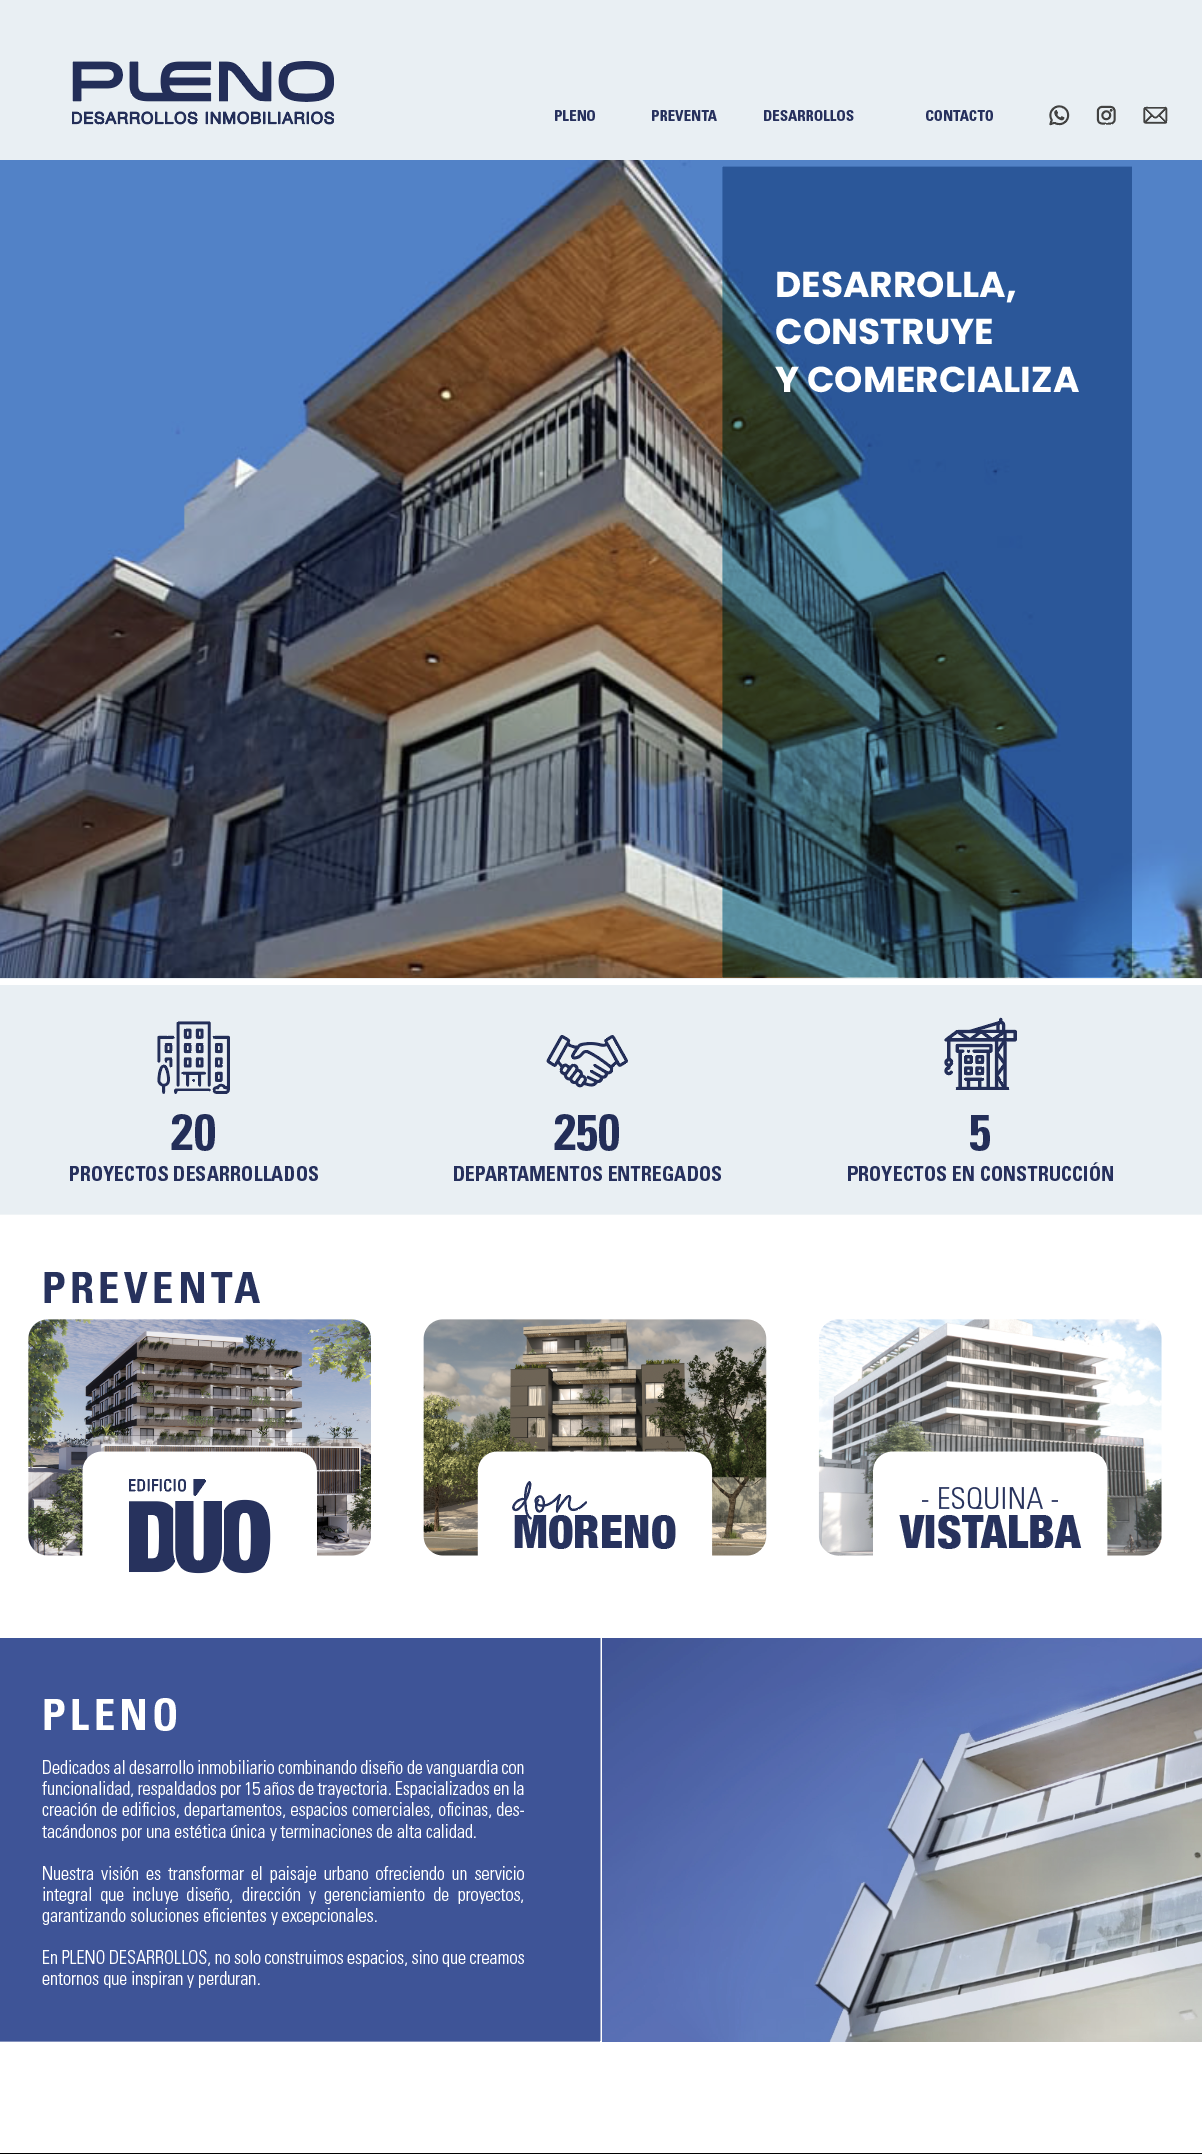 PLENO
DESARROLLOS INMOBILIARIOS
PLENO PREVENTA DESARROLLOS CONTACTO
DESARROLLA,
CONSTRUYE
Y COMERCIALIZA
20
PROYECTOS DESARROLLADOS
250
DEPARTAMENTOS ENTREGADOS
5
PROYECTOS EN CONSTRUCCIÓN
PREVENTA
EDIFICIO
DÚO
don
MORENO
- ESQUINA -
VISTALBA
PLENO
Dedicados al desarrollo inmobiliario combinando diseño de vanguardia con
funcionalidad, respaldados por 15 años de trayectoria. Espacializados en la
creación de edificios, departamentos, espacios comerciales, oficinas, des-
tacándonos por una estética única y terminaciones de alta calidad.
Nuestra visión es transformar el paisaje urbano ofreciendo un servicio
integral que incluye diseño, dirección y gerenciamiento de proyectos,
garantizando soluciones eficientes y excepcionales.
En PLENO DESARROLLOS, no solo construimos espacios, sino que creamos
entornos que inspiran y perduran.